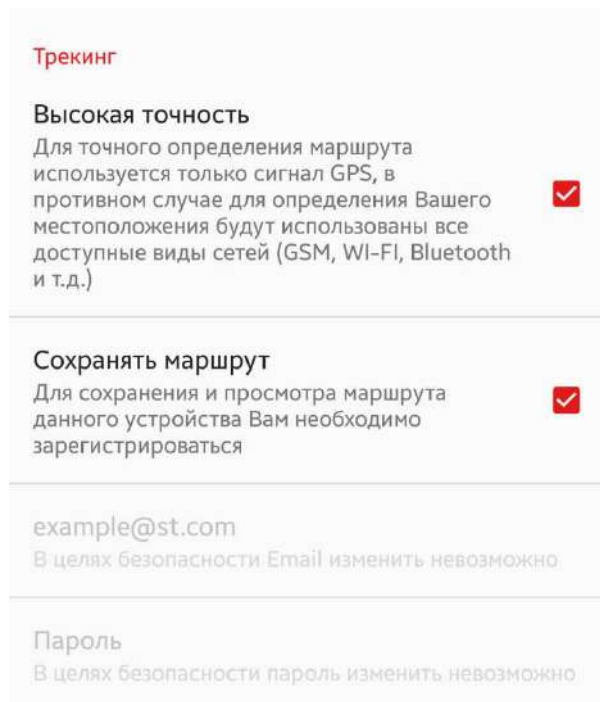 Трекинг
Высокая точность
Для точного определения маршрута
используется только сигнал GPS, в
противном случае для определения Вашего
местоположения будут использованы все
доступные виды сетей (GSM, WI-FI, Bluetooth
и т.д.)
Сохранять маршрут
Для сохранения и просмотра маршрута
данного устройства Вам необходимо
зарегистрироваться
example@st.com
В целях безопасности Email изменить невозможно
Пароль
В целях безопасности пароль изменить невозможно